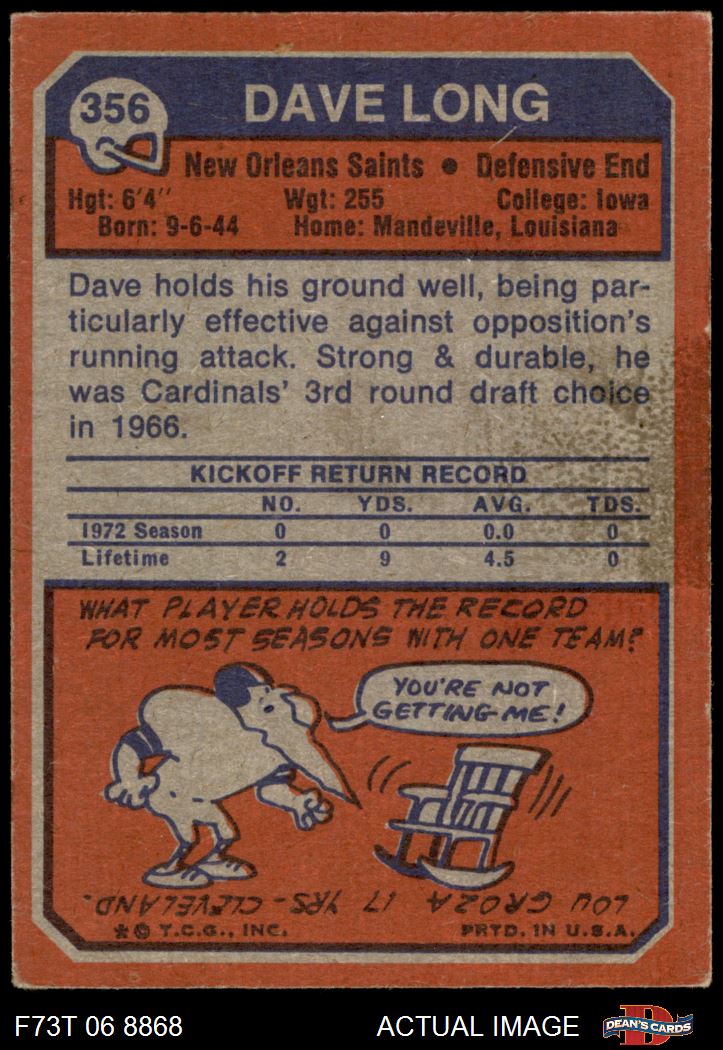 356
DAVE LONG
New Orleans Saints ● Defensive End
Hgt: 6'4" Wgt: 255 College: Iowa
Born: 9-6-44 Home: Mandeville, Louisiana
Dave holds his ground well, being par-
ticularly effective against opposition's
running attack. Strong & durable, he
was Cardinals' 3rd round draft choice
in 1966.
KICKOFF RETURN RECORD
NO. YDS. AVG. TDS.
1972 Season 0 0 0.0 0
Lifetime 2 9 4.5 0
WHAT PLAYER HOLDS THE RECORD
FOR MOST SEASONS WITH ONE TEAM?
YOU'RE NOT
GETTING ME!
LOU GROZA 17 YRS-CLEVELAND.
* © T.C.G., INC. PRTD. IN U.S.A.
F73T 06 8868 ACTUAL IMAGE
D
DEAN'S CARDS